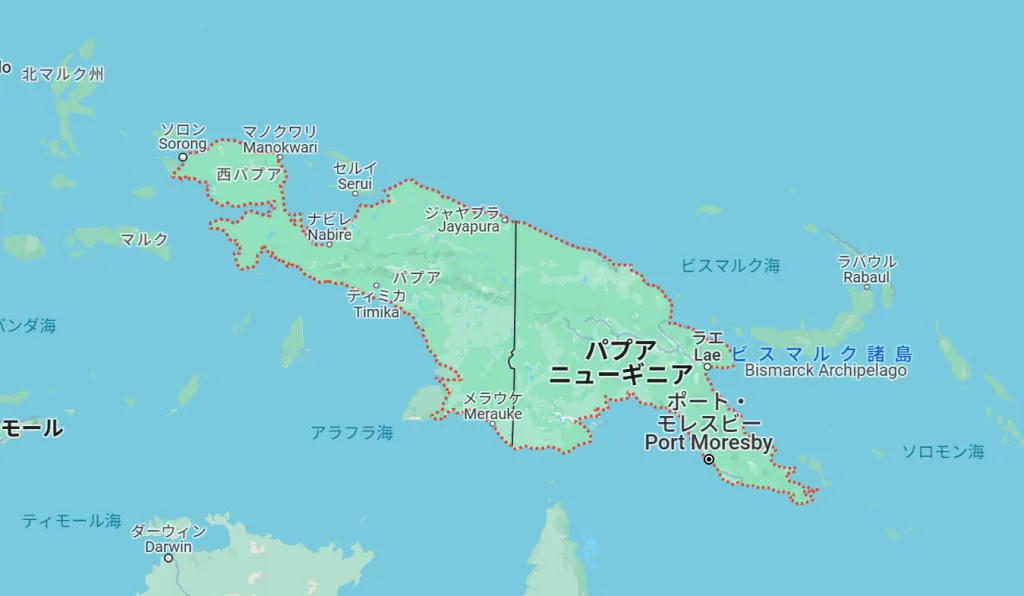 lo
北マルク州
ソロン
Sorong
マノクワリ
Manokwari
西パプア
セルイ
Serui
ナビレ
Nabire
ジャヤプラ
Jayapura
マルク
パプア
ティミカ
Timika
ビスマルク海
ラバウル
Rabaul
バンダ海
ラエ
Lae
ビスマルク諸島
Bismarck Archipelago
パプア
ニューギニア
メラウケ
Merauke
ポート・
モレスビー
Port Moresby
モール
アラフラ海
ソロモン海
ティモール海
ダーウィン
Darwin